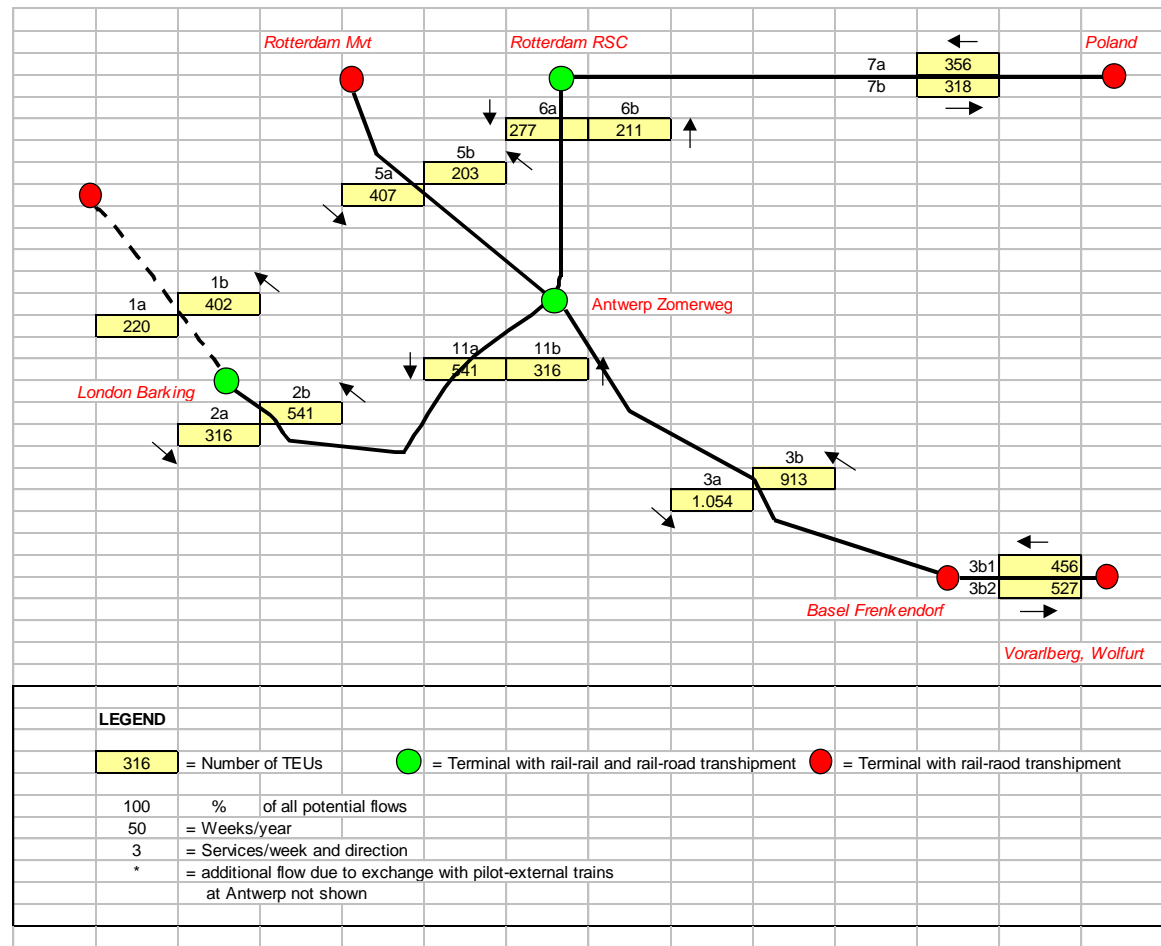 Rotterdam Mvt
Rotterdam RSC
Poland
7a
356
7b
318
6a
6b
277
211
5b
203
5a
407
1b
402
1a
220
Antwerp Zomerweg
11a
11b
541
316
London Barking
2b
541
2a
316
3b
913
3a
1.054
3b1
456
3b2
527
Basel Frenkendorf
Vorarlberg, Wolfurt
LEGEND
316 = Number of TEUs = Terminal with rail-rail and rail-road transhipment = Terminal with rail-raod transhipment
100 % of all potential flows
50 = Weeks/year
3 = Services/week and direction
* = additional flow due to exchange with pilot-external trains
at Antwerp not shown